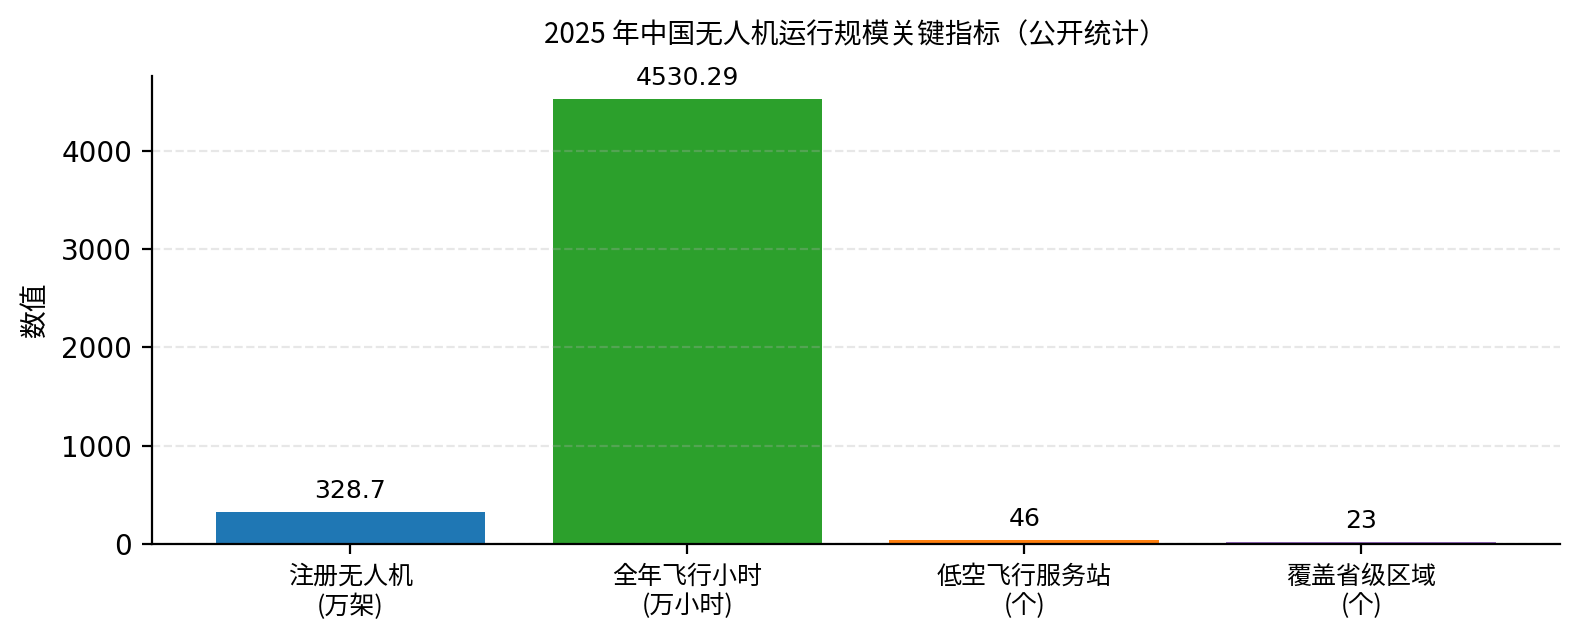 2025 年中国无人机运行规模关键指标（公开统计）
4530.29
4000
3000
2000
1000
0
数值
328.7
46
23
注册无人机
(万架)
全年飞行小时
(万小时)
低空飞行服务站
(个)
覆盖省级区域
(个)